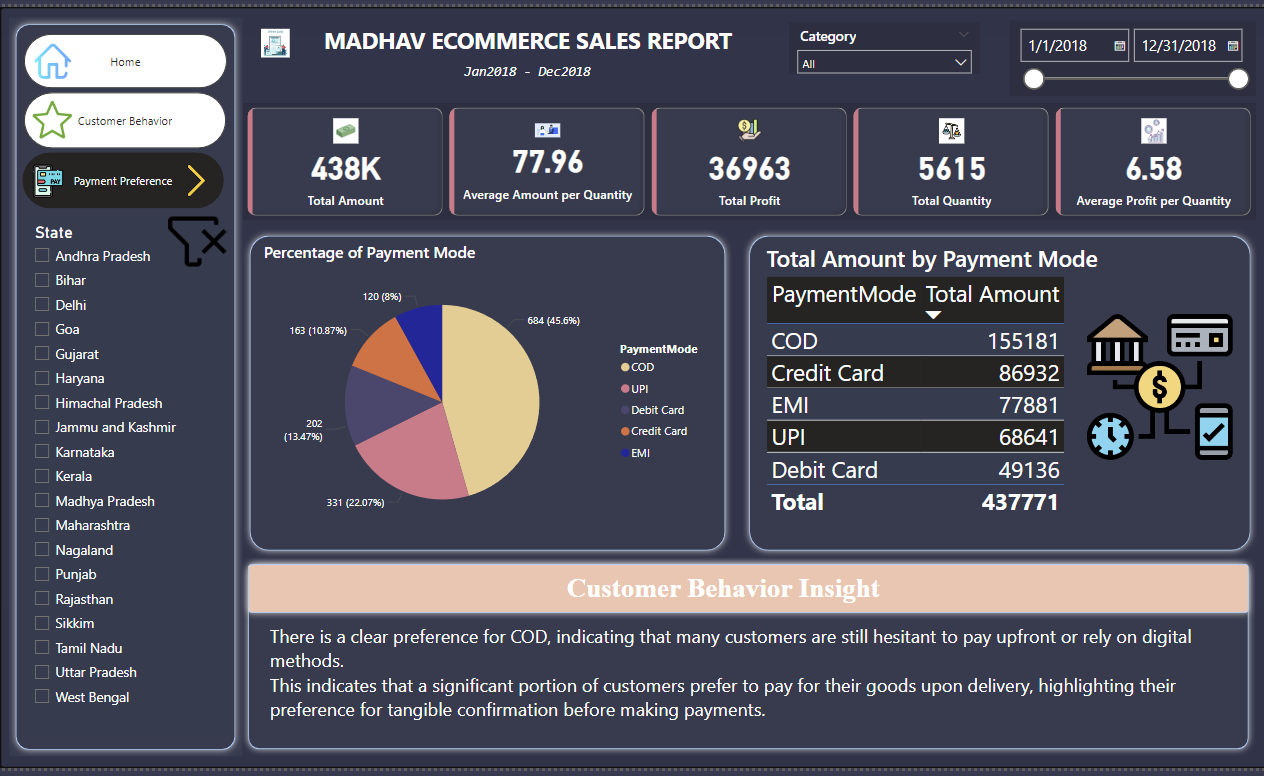 Home
Customer Behavior
PAY
Payment Preference
State
Andhra Pradesh
Bihar
Delhi
Goa
Gujarat
Haryana
Himachal Pradesh
Jammu and Kashmir
Karnataka
Kerala
Madhya Pradesh
Maharashtra
Nagaland
Punjab
Rajasthan
Sikkim
Tamil Nadu
Uttar Pradesh
West Bengal
MADHAV ECOMMERCE SALES REPORT
Jan2018 - Dec2018
Category
All
1/1/2018 12/31/2018
438K
Total Amount
77.96
Average Amount per Quantity
36963
Total Profit
5615
Total Quantity
6.58
Average Profit per Quantity
Percentage of Payment Mode
120 (8%)
684 (45.6%)
163 (10.87%)
202
(13.47%)
331 (22.07%)
PaymentMode
COD
UPI
Debit Card
Credit Card
EMI
Total Amount by Payment Mode
PaymentMode Total Amount
COD 155181
Credit Card 86932
EMI 77881
UPI 68641
Debit Card 49136
Total 437771
$
Customer Behavior Insight
There is a clear preference for COD, indicating that many customers are still hesitant to pay upfront or rely on digital
methods.
This indicates that a significant portion of customers prefer to pay for their goods upon delivery, highlighting their
preference for tangible confirmation before making payments.